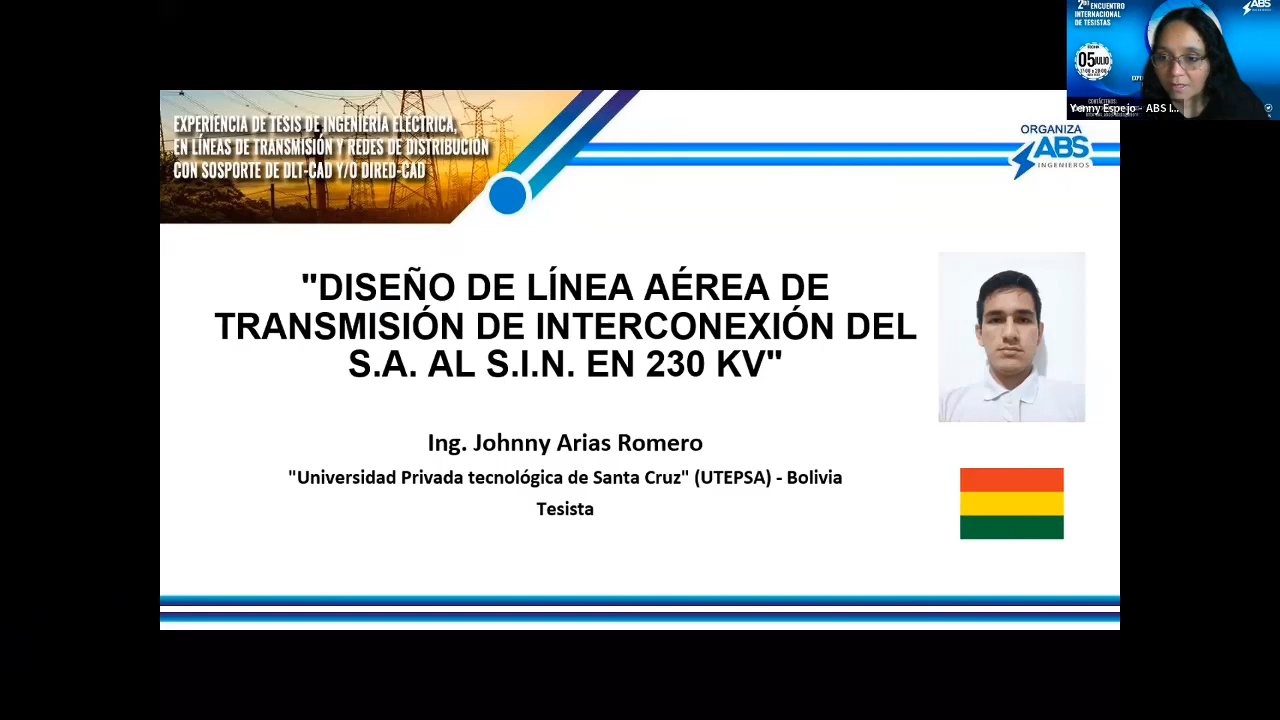 EXPERIENCIA DE TESIS DE INGENIERÍA ELÉCTRICA,
EN LÍNEAS DE TRANSMISIÓN Y REDES DE DISTRIBUCIÓN
CON SOSPORTE DE DLT-CAD Y/O DIRED-CAD
ORGANIZA
ABS
INGENIEROS
2DO ENCUENTRO
INTERNACIONAL
DE TESISTAS
ABS
05 JULIO
Yenny Espejo - ABS I...
"DISEÑO DE LÍNEA AÉREA DE
TRANSMISIÓN DE INTERCONEXIÓN DEL
S.A. AL S.I.N. EN 230 KV"
Ing. Johnny Arias Romero
"Universidad Privada tecnológica de Santa Cruz" (UTEPSA) - Bolivia
Tesista